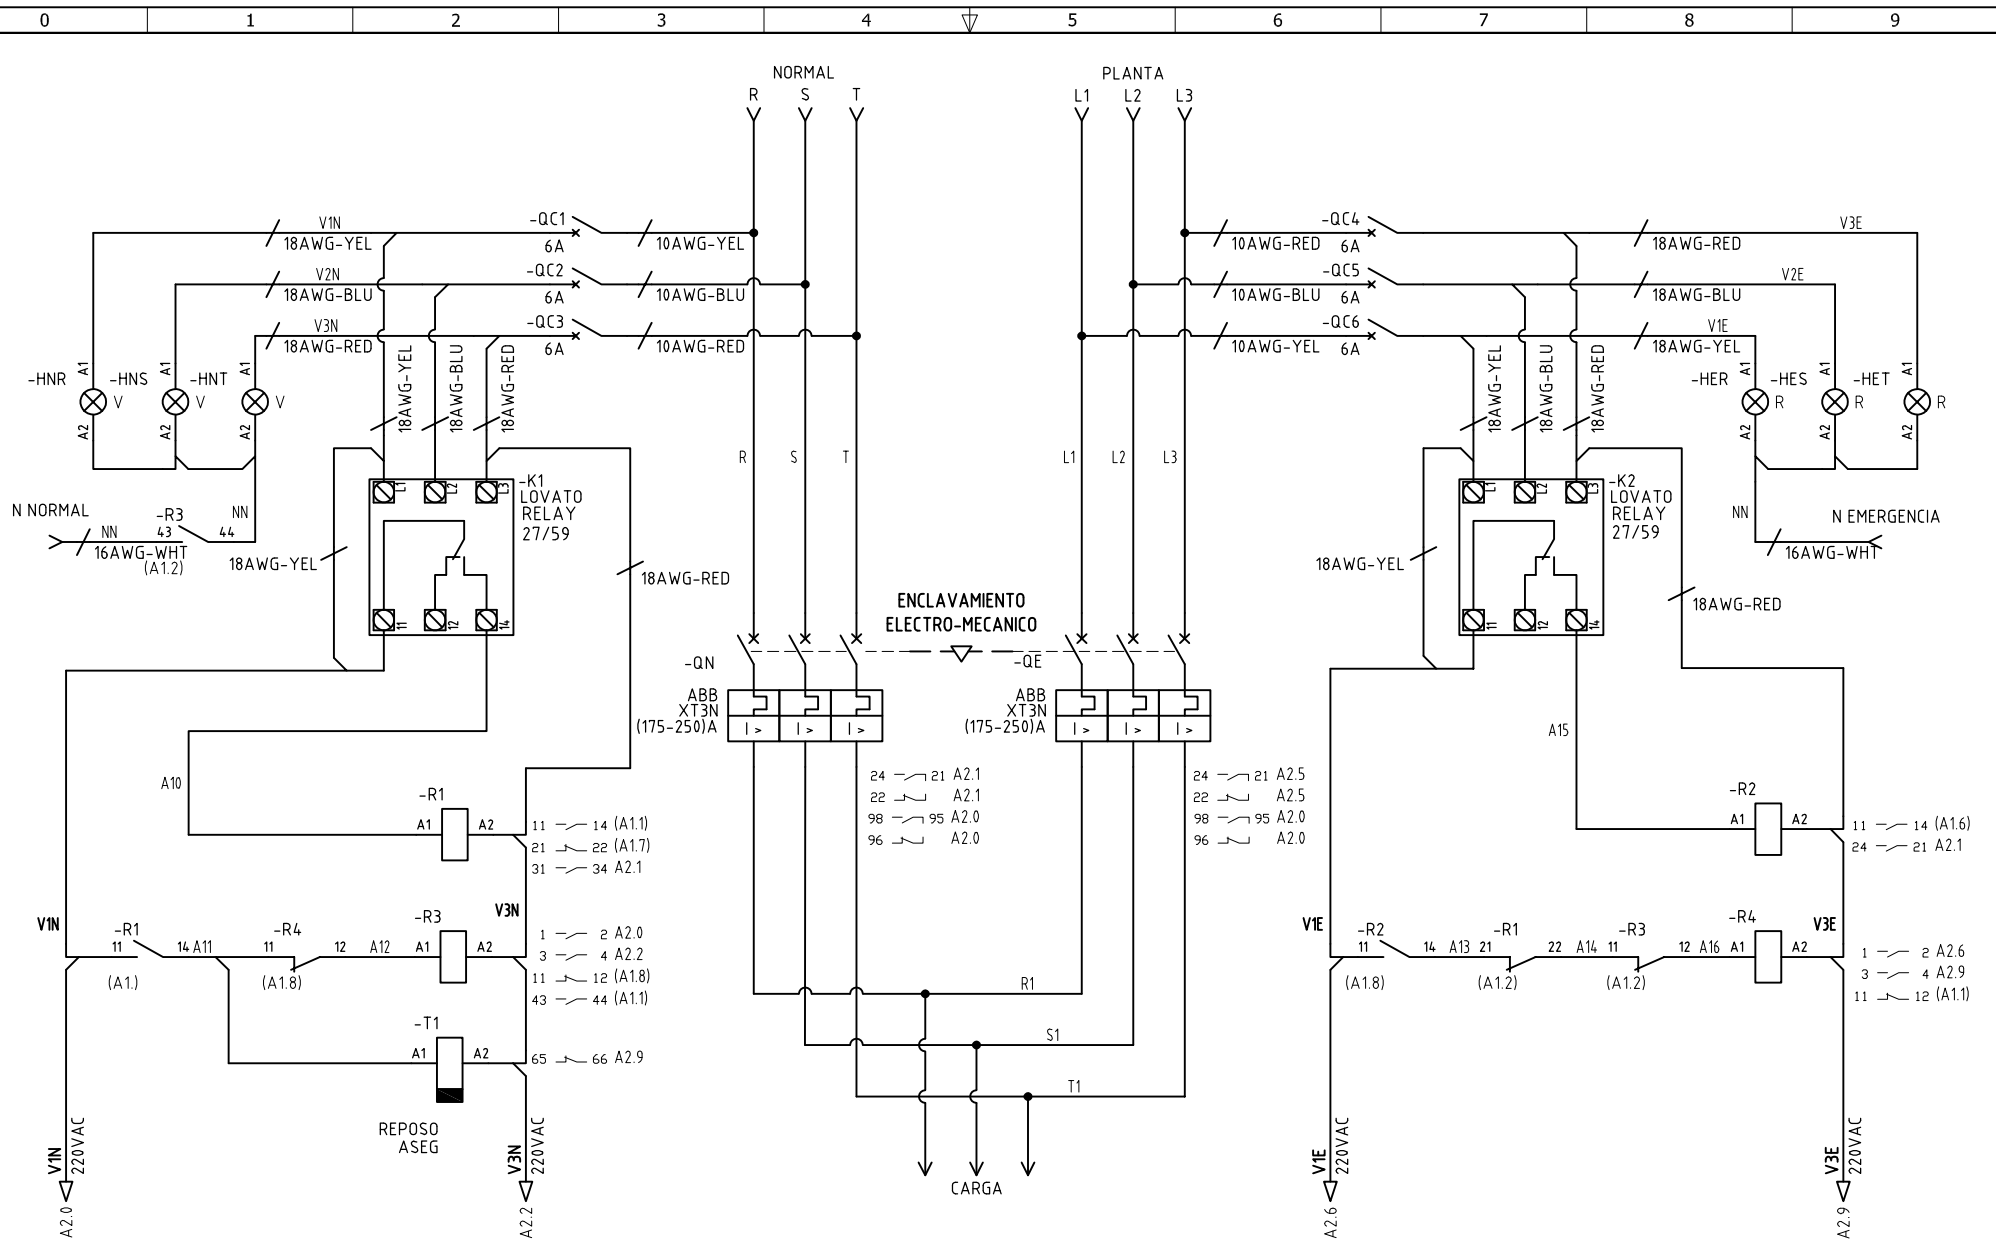 0 1 2 3 4 5 6 7 8 9
NORMAL
R S T
PLANTA
L1 L2 L3
V1N
18AWG-YEL
-QC1
6A
10AWG-YEL
V2N
18AWG-BLU
-QC2
6A
10AWG-BLU
V3N
18AWG-RED
-QC3
6A
10AWG-RED
10AWG-RED
-QC4
6A
18AWG-RED
V3E
10AWG-BLU
-QC5
6A
18AWG-BLU
V2E
10AWG-YEL
-QC6
6A
18AWG-YEL
V1E
-HNR A1 V A2
-HNS A1 V A2
-HNT A1 V A2
18AWG-YEL
18AWG-BLU
18AWG-RED
18AWG-YEL
18AWG-BLU
18AWG-RED
-HER A1 R A2
-HES A1 R A2
-HET A1 R A2
R S T
L1 L2 L3
N NORMAL
NN
16AWG-WHT
-R3
43 44
(A1.2)
NN
L1 L2 L3
-K1
LOVATO
RELAY
27/59
11 12 14
18AWG-YEL
18AWG-RED
ENCLAVAMIENTO
ELECTRO-MECANICO
L1 L2 L3
-K2
LOVATO
RELAY
27/59
11 12 14
18AWG-YEL
18AWG-RED
NN
N EMERGENCIA
16AWG-WHT
-QN
ABB
XT3N
(175-250)A
I > I > I >
-QE
ABB
XT3N
(175-250)A
I > I > I >
24 21 A2.1
22 A2.1
98 95 A2.0
96 A2.0
24 21 A2.5
22 A2.5
98 95 A2.0
96 A2.0
A10
-R1
A1 A2
11 14 (A1.1)
21 22 (A1.7)
31 34 A2.1
A15
-R2
A1 A2
11 14 (A1.6)
24 21 A2.1
V1N
-R1
11 14
(A1.)
A11
-R4
11 12
(A1.8)
A12
-R3
A1 A2
V3N
1 2 A2.0
3 4 A2.2
11 12 (A1.8)
43 44 (A1.1)
-T1
A1 A2
65 66 A2.9
REPOSO
ASEG
R1
S1
T1
CARGA
V1E
-R2
11 14
(A1.8)
A13
-R1
21 22
(A1.2)
A14
-R3
11 12
(A1.2)
A16
-R4
A1 A2
V3E
1 2 A2.6
3 4 A2.9
11 12 (A1.1)
V1N
220VAC
A2.0
V3N
220VAC
A2.2
V1E
220VAC
A2.6
V3E
220VAC
A2.9